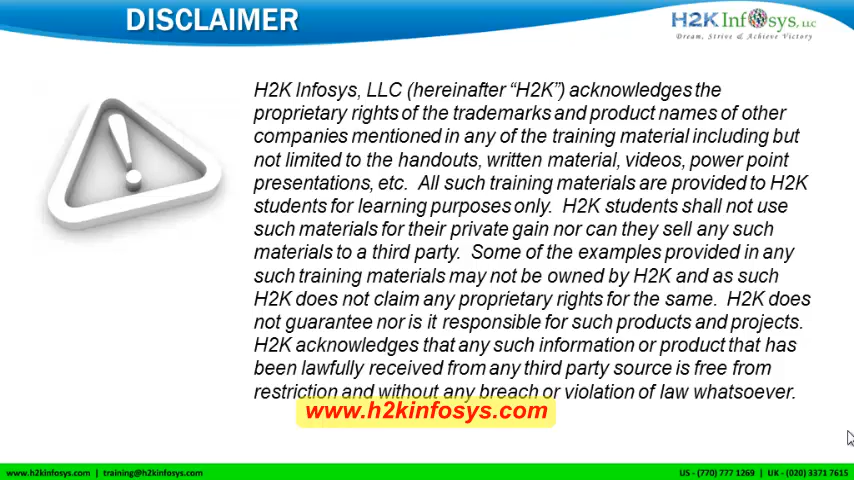 DISCLAIMER
H2K INFOSYS, LLC
Dream, Strive & Achieve Victory
H2K Infosys, LLC (hereinafter “H2K”) acknowledges the
proprietary rights of the trademarks and product names of other
companies mentioned in any of the training material including but
not limited to the handouts, written material, videos, power point
presentations, etc. All such training materials are provided to H2K
students for learning purposes only. H2K students shall not use
such materials for their private gain nor can they sell any such
materials to a third party. Some of the examples provided in any
such training materials may not be owned by H2K and as such
H2K does not claim any proprietary rights for the same. H2K does
not guarantee nor is it responsible for such products and projects.
H2K acknowledges that any such information or product that has
been lawfully received from any third party source is free from
restriction and without any breach or violation of law whatsoever.
www.h2kinfosys.com
www.h2kinfosys.com | training@h2kinfosys.com
US - (770) 777 1269 | UK - (020) 3371 7615